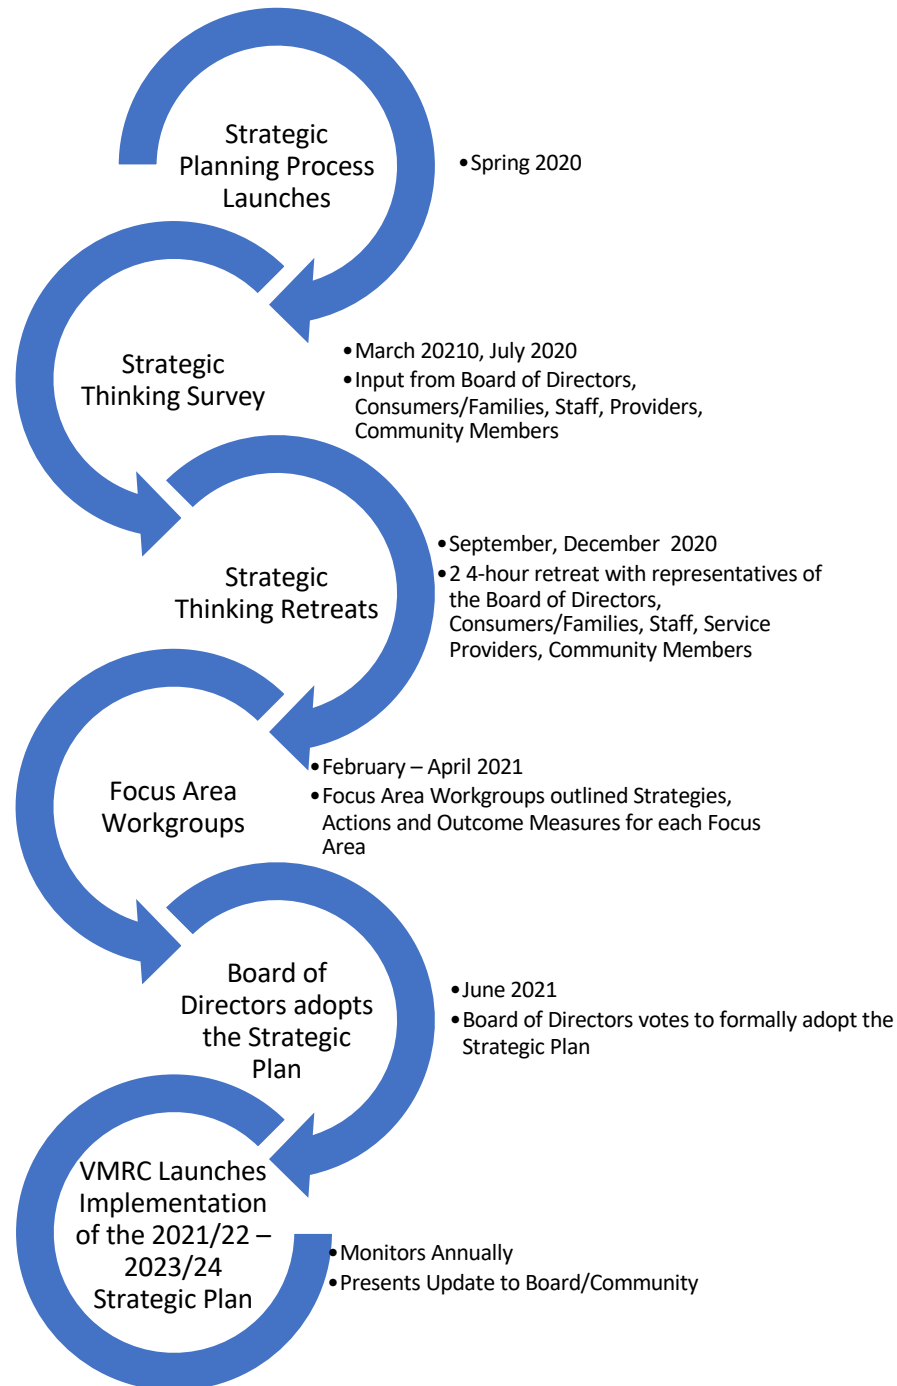 Strategic
Planning Process
Launches
•Spring 2020
Strategic
Thinking Survey
•March 20210, July 2020
•Input from Board of Directors,
Consumers/Families, Staff, Providers,
Community Members
Strategic
Thinking Retreats
•September, December  2020
•2 4-hour retreat with representatives of
the Board of Directors,
Consumers/Families, Staff, Service
Providers, Community Members
Focus Area
Workgroups
•February – April 2021
•Focus Area Workgroups outlined Strategies,
Actions and Outcome Measures for each Focus
Area
Board of
Directors adopts
the Strategic
Plan
•June 2021
•Board of Directors votes to formally adopt the
Strategic Plan
VMRC Launches
Implementation
of the 2021/22 –
2023/24
Strategic Plan
•Monitors Annually
•Presents Update to Board/Community